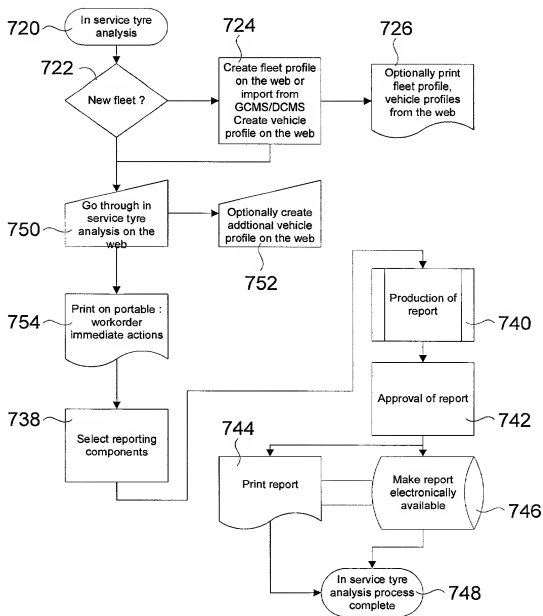 720
In service tyre
analysis
722
New fleet ?
724
Create fleet profile
on the web or
import from
GCMS/DCMS
Create vehicle
profile on the web
726
Optionally print
fleet profile,
vehicle profiles
from the web
750
Go through in
service tyre
analysis on the
web
Optionally create
addtional vehicle
profile on the web
752
754
Print on portable :
workorder
immediate actions
738
Select reporting
components
Production of
report
740
Approval of report
742
744
Print report
Make report
electronically
available
746
In service tyre
analysis process
complete
748